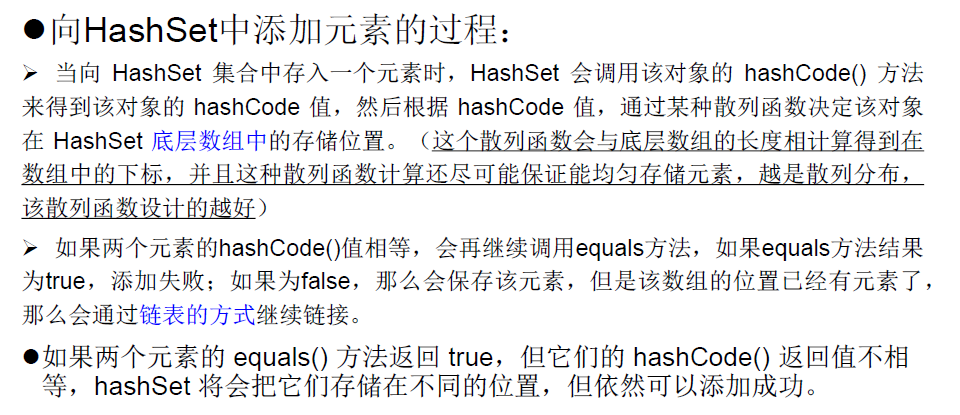 ●向HashSet中添加元素的过程：
➢ 当向 HashSet 集合中存入一个元素时，HashSet 会调用该对象的 hashCode() 方法
来得到该对象的 hashCode 值，然后根据 hashCode 值，通过某种散列函数决定该对象
在 HashSet 底层数组中的存储位置。（这个散列函数会与底层数组的长度相计算得到在
数组中的下标，并且这种散列函数计算还尽可能保证能均匀存储元素，越是散列分布，
该散列函数设计的越好）
➢ 如果两个元素的hashCode()值相等，会再继续调用equals方法，如果equals方法结果
为true，添加失败；如果为false，那么会保存该元素，但是该数组的位置已经有元素了，
那么会通过链表的方式继续链接。
●如果两个元素的 equals() 方法返回 true，但它们的 hashCode() 返回值不相
等，hashSet 将会把它们存储在不同的位置，但依然可以添加成功。